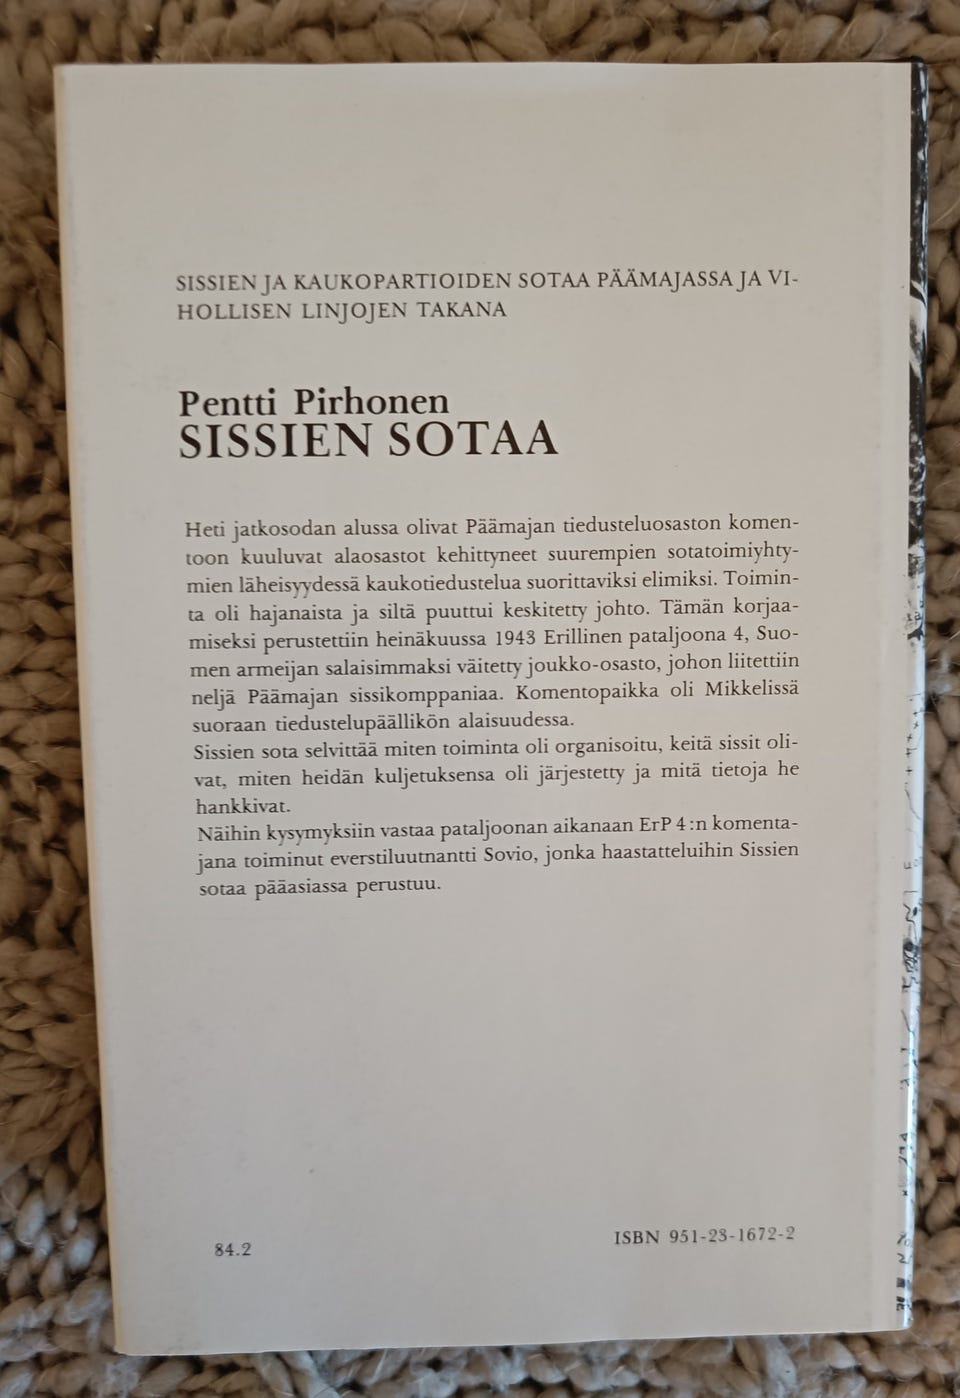 SISSIEN JA KAUKOPARTIOIDEN SOTAA PÄÄMAJASSA JA VI-
HOLLISEN LINJOJEN TAKANA
Pentti Pirhonen
SISSIEN SOTAA
Heti jatkosodan alussa olivat Päämajan tiedusteluosaston komen-
toon kuuluvat alaosastot kehittyneet suurempien sotatoimiyhty-
mien läheisyydessä kaukotiedustelua suorittaviksi elimiksi. Toimin-
ta oli hajanaista ja siltä puuttui keskitetty johto. Tämän korjaa-
miseksi perustettiin heinäkuussa 1943 Erillinen pataljoona 4, Suo-
men armeijan salaisimmaksi väitetty joukko-osasto, johon liitettiin
neljä Päämajan sissikomppaniaa. Komentopaikka oli Mikkelissä
suoraan tiedustelupäällikön alaisuudessa.
Sissien sota selvittää miten toiminta oli organisoitu, keitä sissit oli-
vat, miten heidän kuljetuksensa oli järjestetty ja mitä tietoja he
hankkivat.
Näihin kysymyksiin vastaa pataljoonan aikanaan ErP 4:n komenta-
jana toiminut everstiluutnantti Sovio, jonka haastatteluihin Sissien
sotaa pääasiassa perustuu.
84.2
ISBN 951-23-1672-2